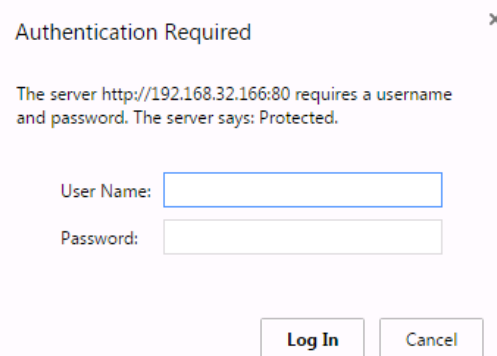 Authentication Required
The server http://192.168.32.166:80 requires a username
and password. The server says: Protected.
User Name:
Password:
Log In Cancel